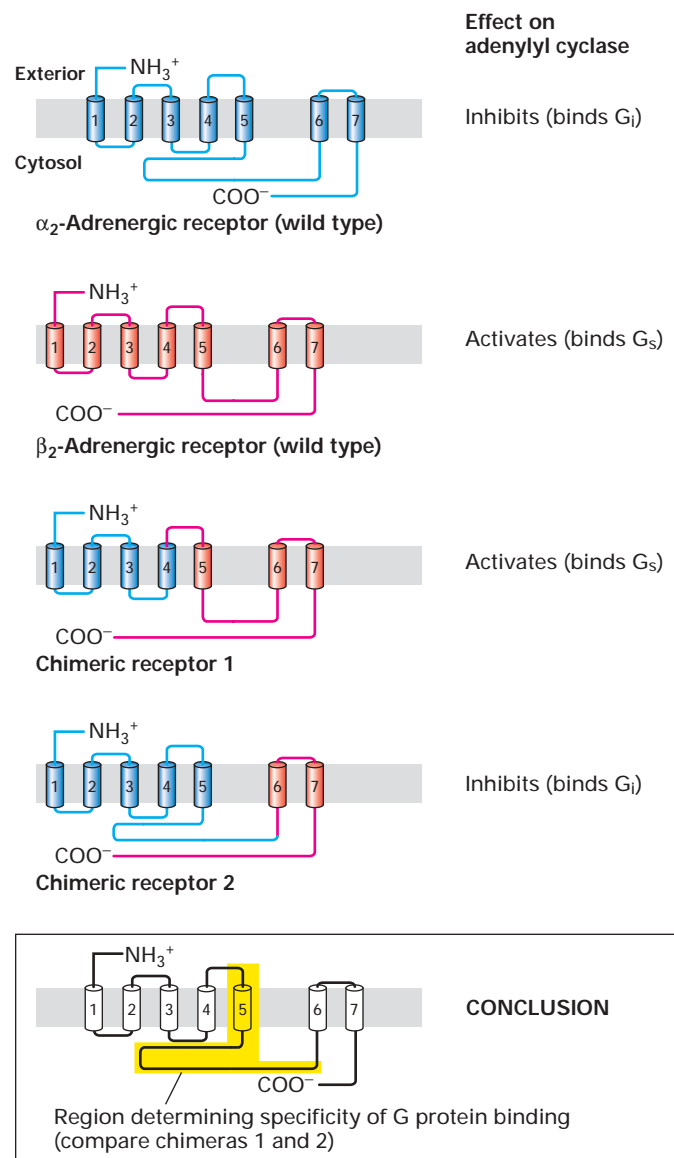 Effect on
adenylyl cyclase
Exterior
NH₃⁺
1 2 3 4 5 6 7
Inhibits (binds Gᵢ)
Cytosol
COO⁻
α₂-Adrenergic receptor (wild type)
NH₃⁺
1 2 3 4 5 6 7
Activates (binds Gₛ)
COO⁻
β₂-Adrenergic receptor (wild type)
NH₃⁺
1 2 3 4 5 6 7
Activates (binds Gₛ)
COO⁻
Chimeric receptor 1
NH₃⁺
1 2 3 4 5 6 7
Inhibits (binds Gᵢ)
COO⁻
Chimeric receptor 2
NH₃⁺
1 2 3 4 5 6 7
CONCLUSION
COO⁻
Region determining specificity of G protein binding
(compare chimeras 1 and 2)